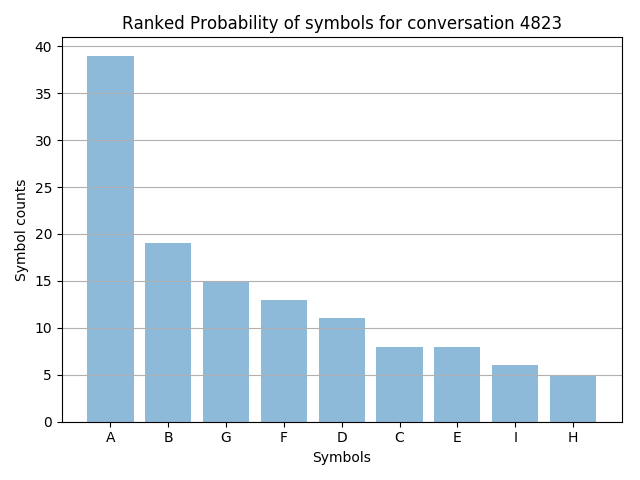 Ranked Probability of symbols for conversation 4823
Symbol counts
40
35
30
25
20
15
10
5
0
A B G F D C E I H
Symbols